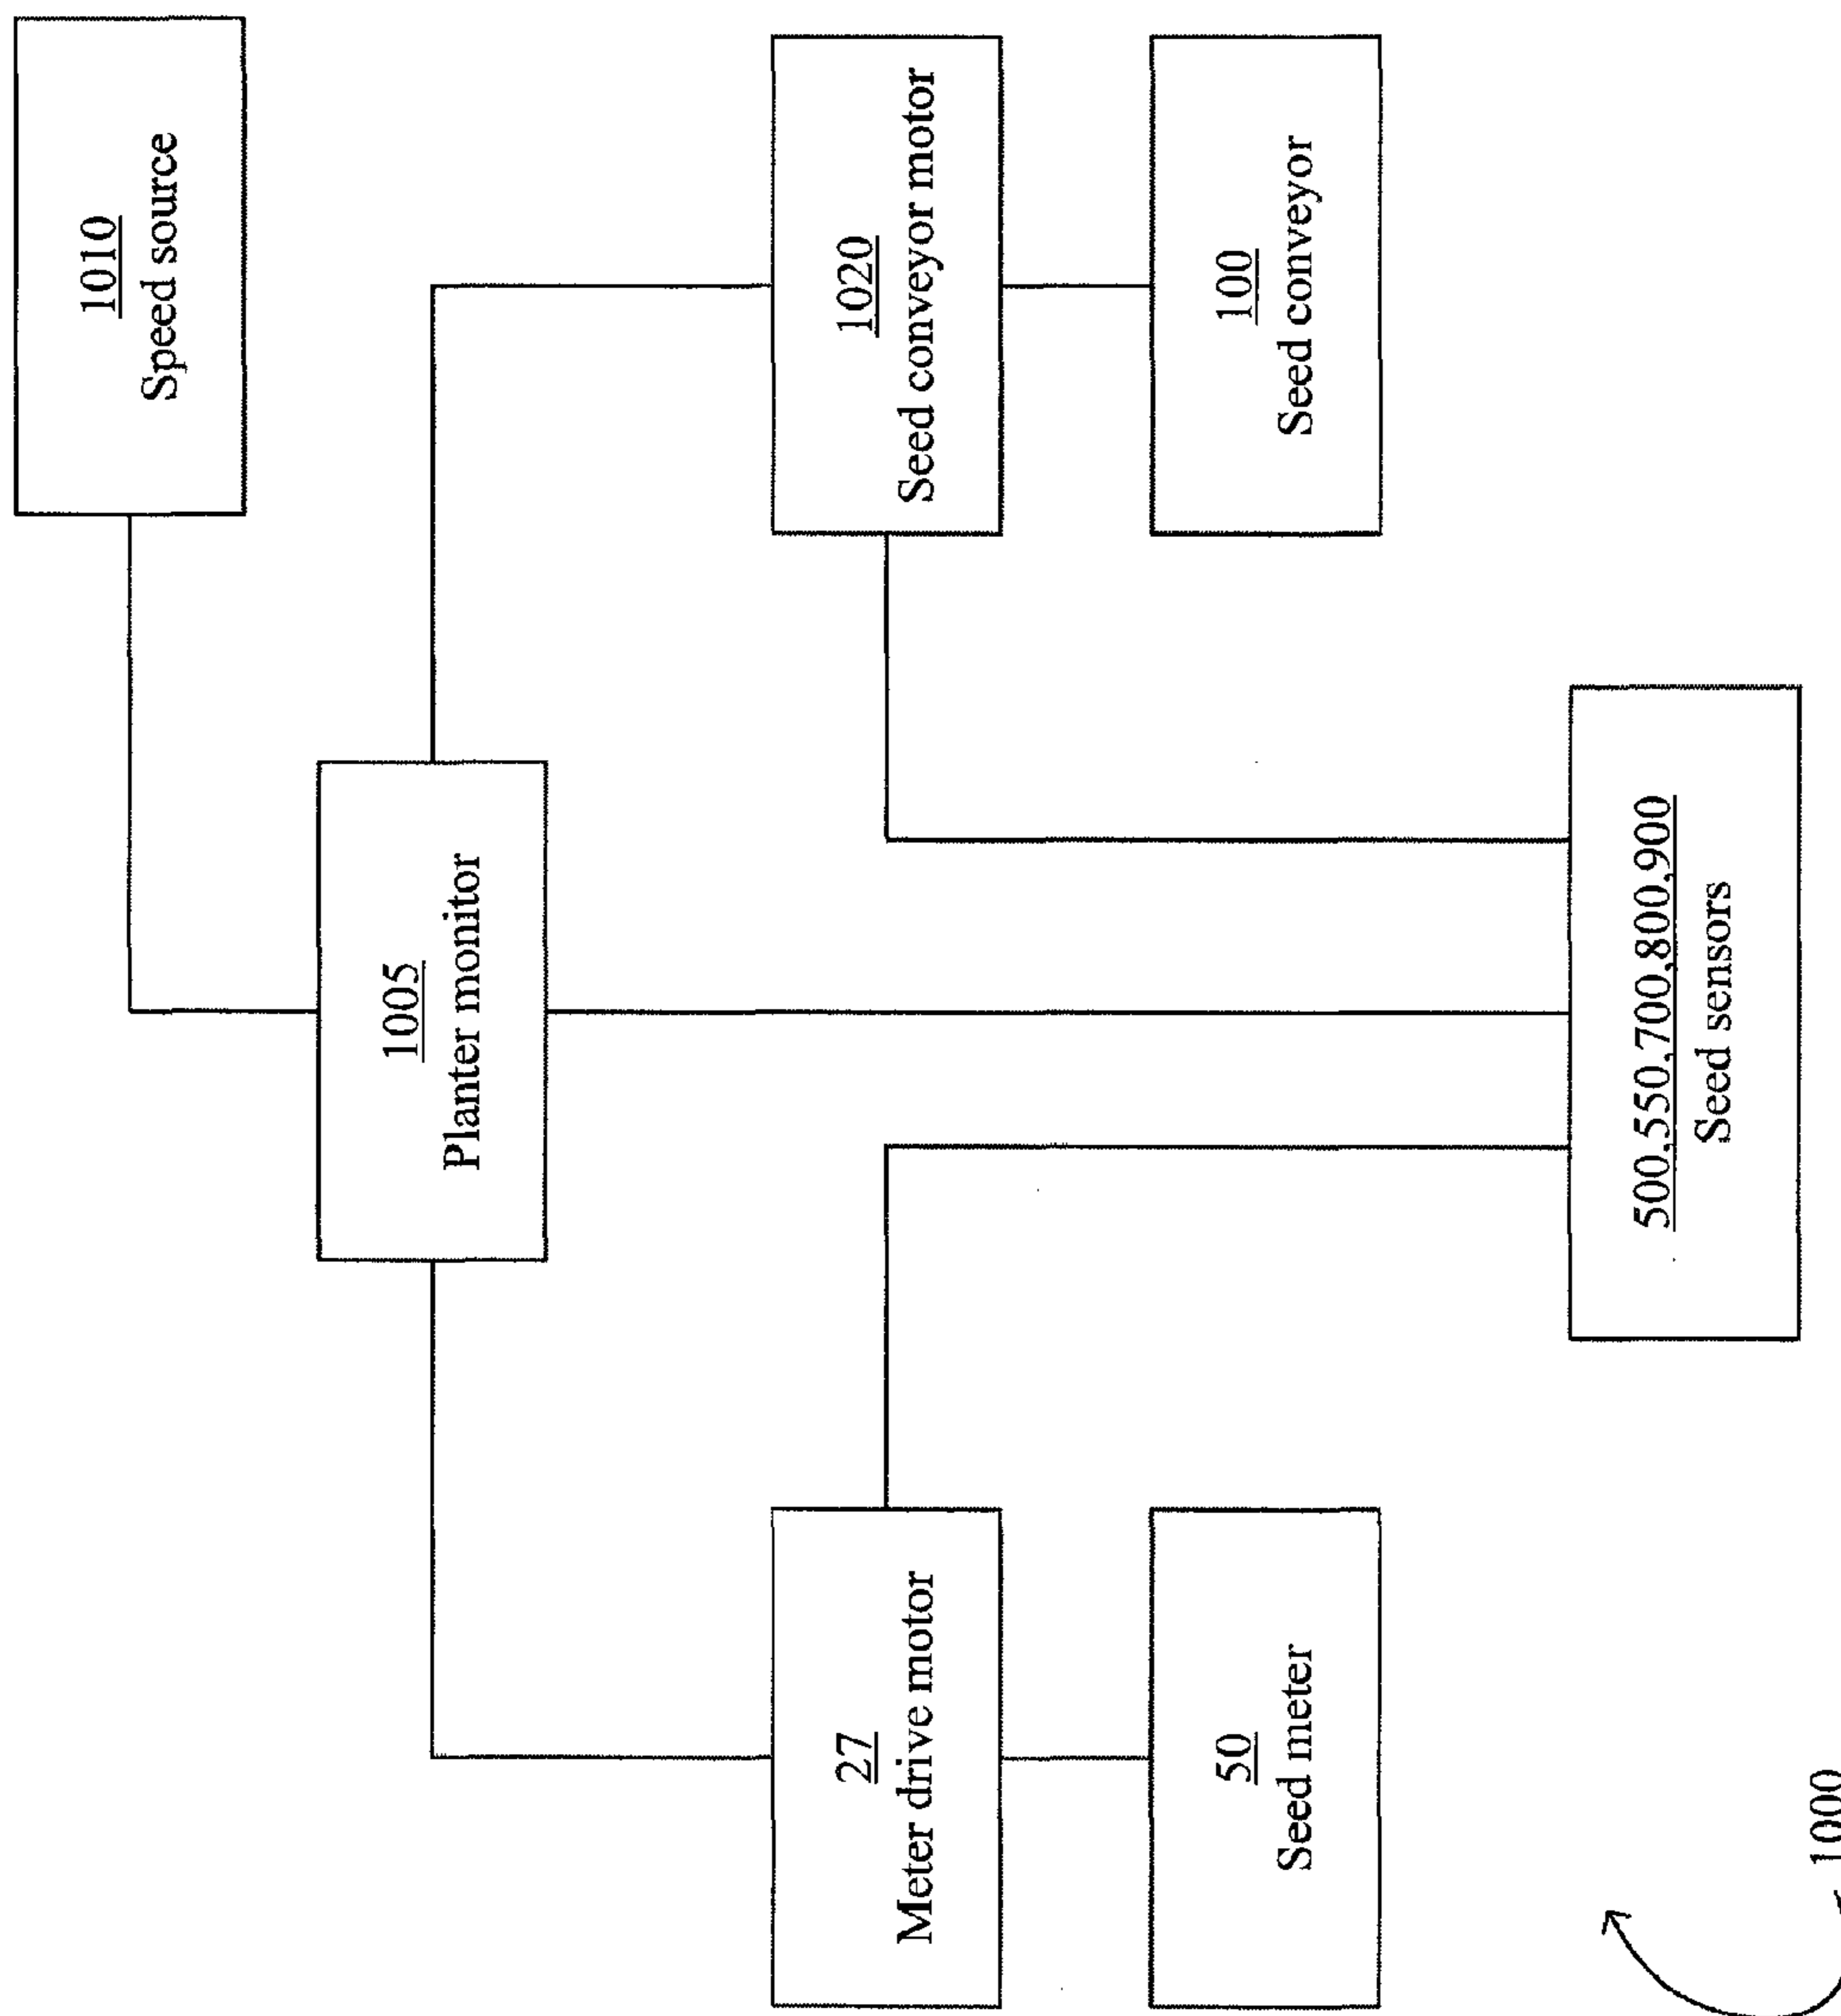 1010
Speed source
1005
Planter monitor
27
Meter drive motor
1020
Seed conveyor motor
50
Seed meter
100
Seed conveyor
500,550,700,800,900
Seed sensors
1000